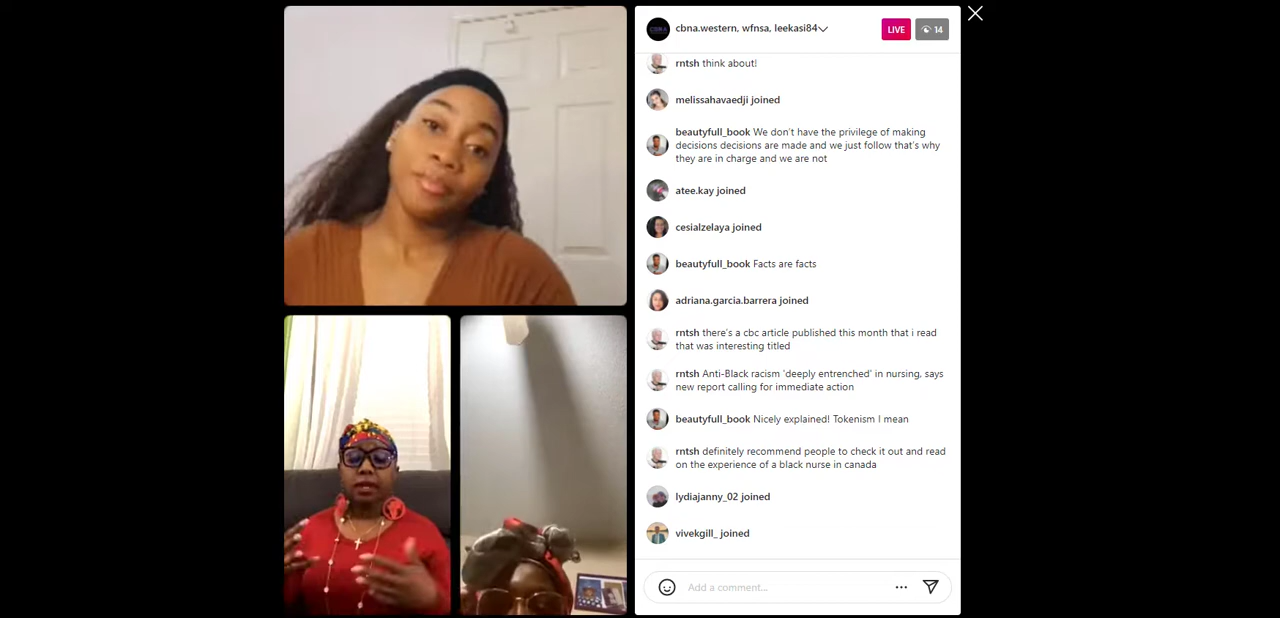 cbna.western, wfnsa, leekasi84
LIVE
14
rntsh think about!
melissahavaedji joined
beautyfull_book We don't have the privilege of making
decisions decisions are made and we just follow that's why
they are in charge and we are not
atee.kay joined
cesialzelaya joined
beautyfull_book Facts are facts
adriana.garcia.barrera joined
rntsh there's a cbc article published this month that i read
that was interesting titled
rntsh Anti-Black racism 'deeply entrenched' in nursing, says
new report calling for immediate action
beautyfull_book Nicely explained! Tokenism I mean
rntsh definitely recommend people to check it out and read
on the experience of a black nurse in canada
lydiajanny_02 joined
vivekgill_ joined
Add a comment...